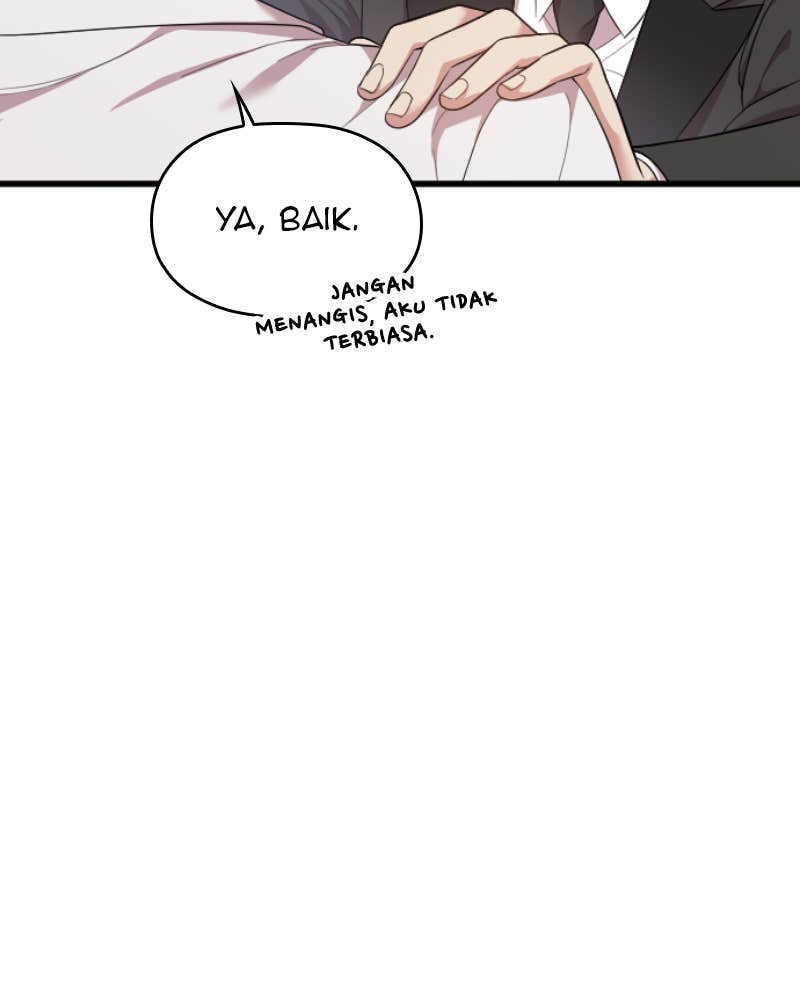 YA, BAIK.
JANGAN
MENANGIS, AKU TIDAK
TERBIASA.